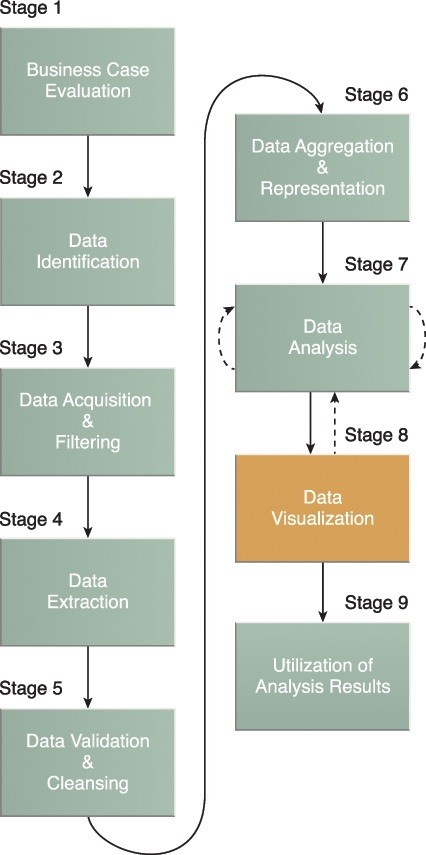 Stage 1
Business Case
Evaluation
Stage 2
Data
Identification
Stage 3
Data Acquisition
&
Filtering
Stage 4
Data
Extraction
Stage 5
Data Validation
&
Cleansing
Stage 6
Data Aggregation
&
Representation
Stage 7
Data
Analysis
Stage 8
Data
Visualization
Stage 9
Utilization of
Analysis Results